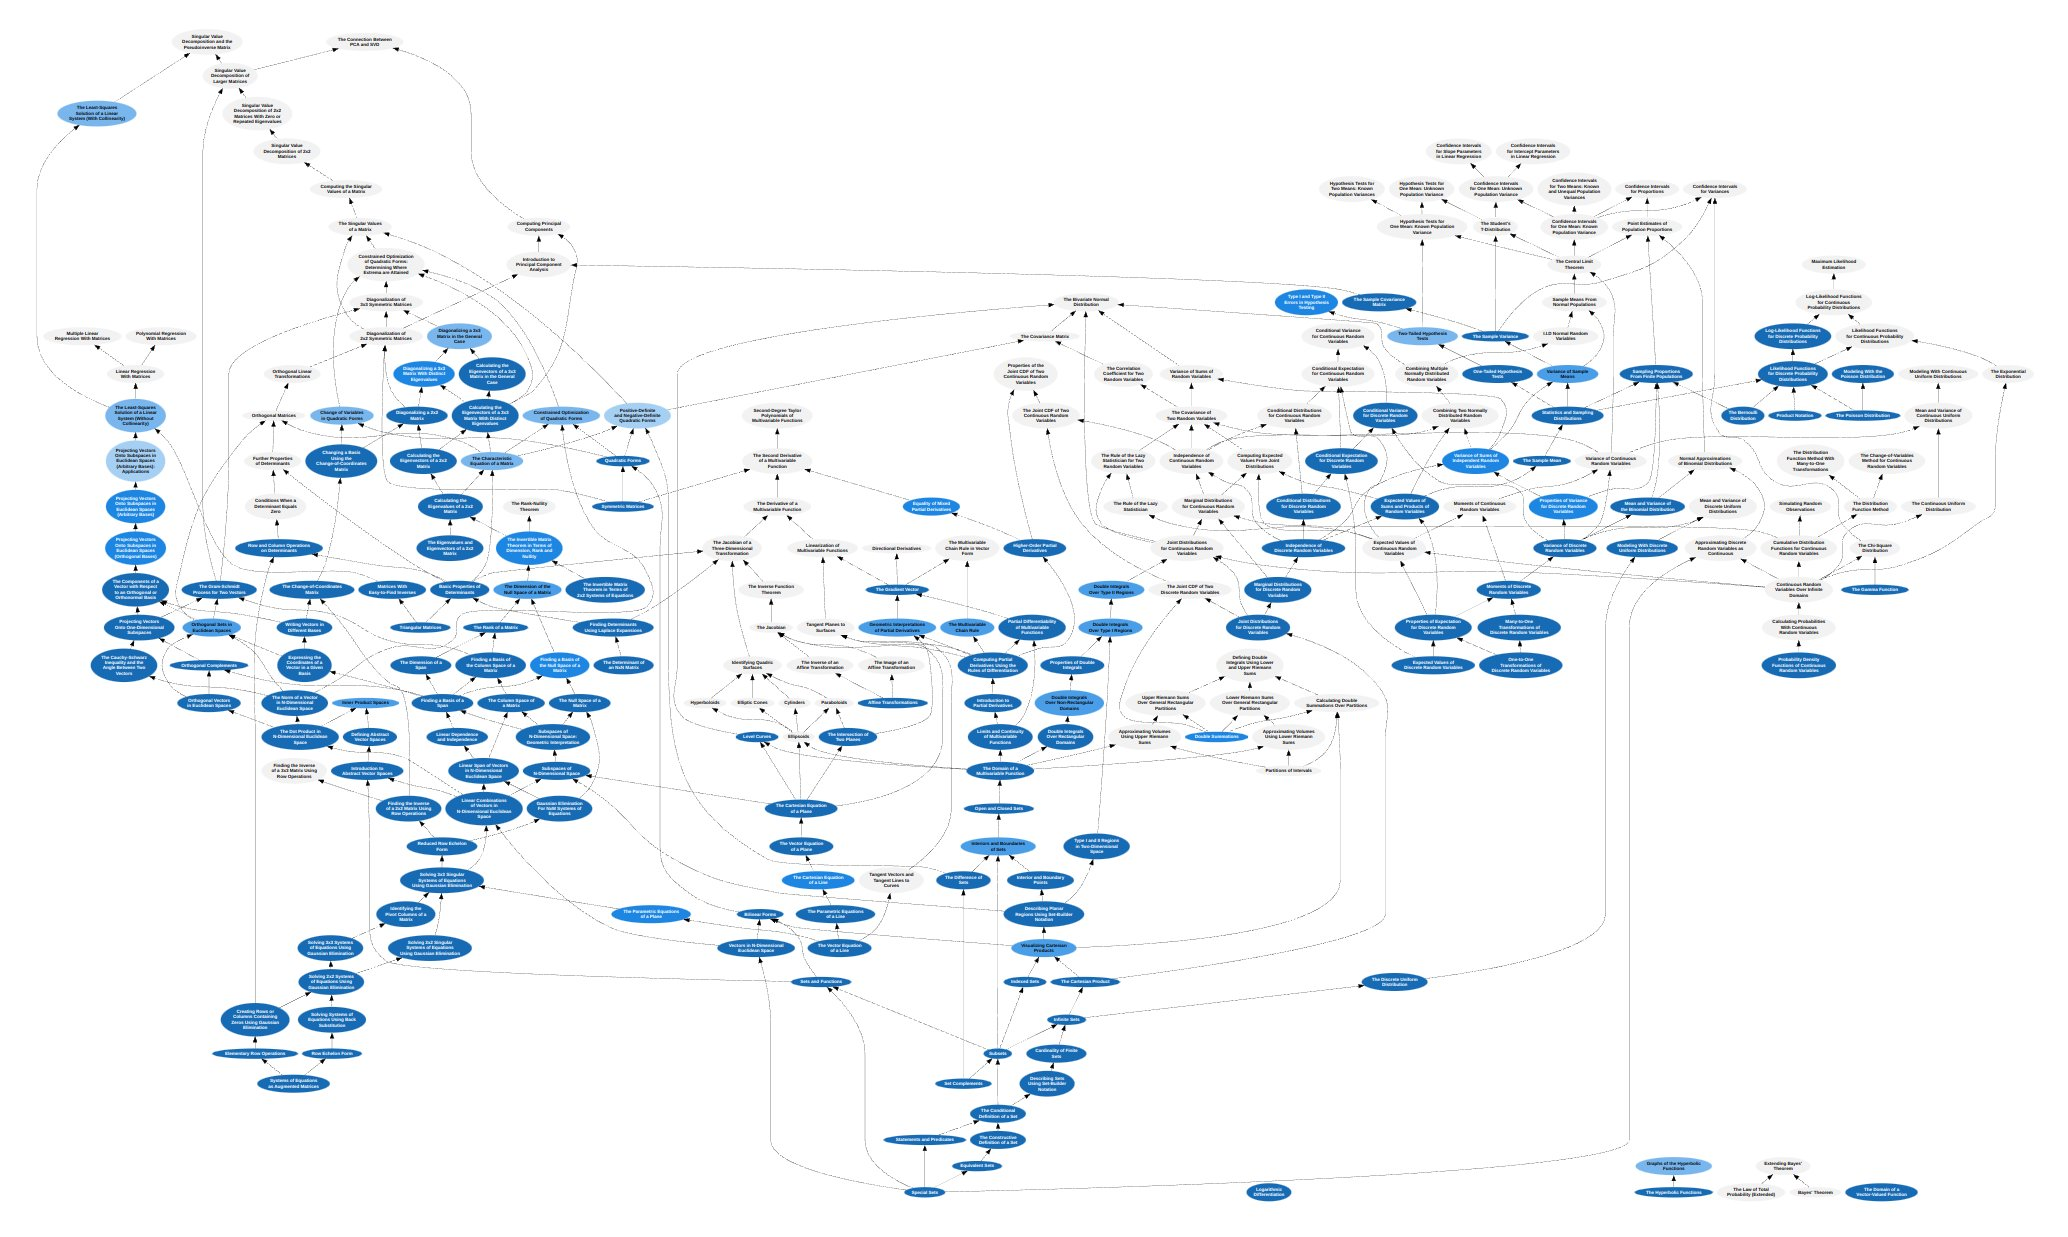 Singular Value
Decomposition and the
Pseudoinverse Matrix
The Connection Between
PCA and SVD
Singular Value
Decomposition of
Larger Matrices
The Least-Squares
Solution of a Linear
System (With Collinearity)
Singular Value
Decomposition of 2x2
Matrices With Zero or
Repeated Eigenvalues
Singular Value
Decomposition of 2x2
Matrices
Confidence Intervals
for Slope Parameters
in Linear Regression
Confidence Intervals
for Intercept Parameters
in Linear Regression
Computing the Singular
Values of a Matrix
Hypothesis Tests for
Two Means: Known
Population Variances
Hypothesis Tests for
One Mean: Unknown
Population Variance
Confidence Intervals
for One Mean: Unknown
Population Variance
Confidence Intervals
for Two Means: Known
and Unequal Population
Variances
Confidence Intervals
for Proportions
Confidence Intervals
for Variances
The Singular Values
of a Matrix
Computing Principal
Components
Hypothesis Tests for
One Mean: Known Population
Variance
The Student's
T-Distribution
Confidence Intervals
for One Mean: Known
Population Variance
Point Estimates of
Population Proportions
Constrained Optimization
of Quadratic Forms:
Determining Where
Extrema are Attained
Introduction to
Principal Component
Analysis
The Central Limit
Theorem
Maximum Likelihood
Estimation
Diagonalization of
3x3 Symmetric Matrices
The Bivariate Normal
Distribution
Type I and Type II
Errors in Hypothesis
Testing
The Sample Covariance
Matrix
Sample Means From
Normal Populations
Log-Likelihood Functions
for Continuous
Probability Distributions
Multiple Linear
Regression With Matrices
Polynomial Regression
With Matrices
Diagonalization of
2x2 Symmetric Matrices
Diagonalizing a 3x3
Matrix in the General
Case
The Covariance Matrix
Conditional Variance
for Continuous Random
Variables
Two-Tailed Hypothesis
Tests
The Sample Variance
I.I.D Normal Random
Variables
Log-Likelihood Functions
for Discrete Probability
Distributions
Likelihood Functions
for Continuous Probability
Distributions
Linear Regression
With Matrices
Orthogonal Linear
Transformations
Diagonalizing a 3x3
Matrix With Distinct
Eigenvalues
Calculating the
Eigenvectors of a 3x3
Matrix in the General
Case
Properties of the
Joint CDF of Two
Continuous Random
Variables
The Correlation
Coefficient for Two
Random Variables
Variance of Sums of
Random Variables
Conditional Expectation
for Continuous Random
Variables
Combining Multiple
Normally Distributed
Random Variables
One-Tailed Hypothesis
Tests
Variance of Sample
Means
Sampling Proportions
From Finite Populations
Likelihood Functions
for Discrete Probability
Distributions
Modeling With the
Poisson Distribution
Modeling With Continuous
Uniform Distributions
The Exponential
Distribution
The Least-Squares
Solution of a Linear
System (Without
Collinearity)
Orthogonal Matrices
Change of Variables
in Quadratic Forms
Diagonalizing a 2x2
Matrix
Calculating the
Eigenvectors of a 3x3
Matrix With Distinct
Eigenvalues
Constrained Optimization
of Quadratic Forms
Positive-Definite
and Negative-Definite
Quadratic Forms
Second-Degree Taylor
Polynomials of
Multivariable Functions
The Joint CDF of Two
Continuous Random
Variables
The Covariance of
Two Random Variables
Conditional Distributions
for Continuous Random
Variables
Conditional Variance
for Discrete Random
Variables
Combining Two Normally
Distributed Random
Variables
Statistics and Sampling
Distributions
The Bernoulli
Distribution
Product Notation
The Poisson Distribution
Mean and Variance of
Continuous Uniform
Distributions
Projecting Vectors
Onto Subspaces in
Euclidean Spaces
(Arbitrary Bases):
Applications
Further Properties
of Determinants
Changing a Basis
Using the
Change-of-Coordinates
Matrix
Calculating the
Eigenvectors of a 2x2
Matrix
The Characteristic
Equation of a Matrix
Quadratic Forms
The Second Derivative
of a Multivariable
Function
The Rule of the Lazy
Statistician for Two
Random Variables
Independence of
Continuous Random
Variables
Computing Expected
Values From Joint
Distributions
Conditional Expectation
for Discrete Random
Variables
Variance of Sums of
Independent Random
Variables
The Sample Mean
Variance of Continuous
Random Variables
Normal Approximations
of Binomial Distributions
The Distribution
Function Method With
Many-to-One
Transformations
The Change-of-Variables
Method for Continuous
Random Variables
Projecting Vectors
Onto Subspaces in
Euclidean Spaces
(Arbitrary Bases)
Conditions When a
Determinant Equals
Zero
Calculating the
Eigenvalues of a 2x2
Matrix
The Rank-Nullity
Theorem
Symmetric Matrices
The Derivative of a
Multivariable Function
Equality of Mixed
Partial Derivatives
The Rule of the Lazy
Statistician
Marginal Distributions
for Continuous Random
Variables
Conditional Distributions
for Discrete Random
Variables
Expected Values of
Sums and Products of
Random Variables
Moments of Continuous
Random Variables
Properties of Variance
for Discrete Random
Variables
Mean and Variance of
the Binomial Distribution
Mean and Variance of
Discrete Uniform
Distributions
Simulating Random
Observations
The Distribution
Function Method
The Continuous Uniform
Distribution
Projecting Vectors
Onto Subspaces in
Euclidean Spaces
(Orthogonal Bases)
Row and Column Operations
on Determinants
The Eigenvalues and
Eigenvectors of a 2x2
Matrix
The Invertible Matrix
Theorem in Terms of
Dimension, Rank and
Nullity
The Jacobian of a
Three-Dimensional
Transformation
Linearization of
Multivariable Functions
Directional Derivatives
The Multivariable
Chain Rule in Vector
Form
Higher-Order Partial
Derivatives
Joint Distributions
for Continuous Random
Variables
Independence of
Discrete Random Variables
Expected Values of
Continuous Random
Variables
Variance of Discrete
Random Variables
Modeling With Discrete
Uniform Distributions
Approximating Discrete
Random Variables as
Continuous
Cumulative Distribution
Functions for Continuous
Random Variables
The Chi-Square
Distribution
The Components of a
Vector with Respect
to an Orthogonal or
Orthonormal Basis
The Gram-Schmidt
Process for Two Vectors
The Change-of-Coordinates
Matrix
Matrices With
Easy-to-Find Inverses
Basic Properties of
Determinants
The Dimension of the
Null Space of a Matrix
The Invertible Matrix
Theorem in Terms of
2x2 Systems of Equations
The Inverse Function
Theorem
The Gradient Vector
Double Integrals
Over Type II Regions
The Joint CDF of Two
Discrete Random Variables
Marginal Distributions
for Discrete Random
Variables
Moments of Discrete
Random Variables
Continuous Random
Variables Over Infinite
Domains
The Gamma Function
Projecting Vectors
Onto One-Dimensional
Subspaces
Orthogonal Sets in
Euclidean Spaces
Writing Vectors in
Different Bases
Triangular Matrices
The Rank of a Matrix
Finding Determinants
Using Laplace Expansions
The Jacobian
Tangent Planes to
Surfaces
Geometric Interpretations
of Partial Derivatives
The Multivariable
Chain Rule
Partial Differentiability
of Multivariable
Functions
Double Integrals
Over Type I Regions
Joint Distributions
for Discrete Random
Variables
Properties of Expectation
for Discrete Random
Variables
Many-to-One
Transformations of
Discrete Random Variables
Calculating Probabilities
With Continuous
Random Variables
The Cauchy-Schwarz
Inequality and the
Angle Between Two
Vectors
Orthogonal Complements
Expressing the
Coordinates of a
Vector in a Given
Basis
The Dimension of a
Span
Finding a Basis of
the Column Space of a
Matrix
Finding a Basis of
the Null Space of a
Matrix
The Determinant of
an NxN Matrix
Identifying Quadric
Surfaces
The Inverse of an
Affine Transformation
The Image of an
Affine Transformation
Computing Partial
Derivatives Using the
Rules of Differentiation
Properties of Double
Integrals
Defining Double
Integrals Using Lower
and Upper Riemann
Sums
Expected Values of
Discrete Random Variables
One-to-One
Transformations of
Discrete Random Variables
Probability Density
Functions of Continuous
Random Variables
Orthogonal Vectors
in Euclidean Spaces
The Norm of a Vector
in N-Dimensional
Euclidean Space
Inner Product Spaces
Finding a Basis of a
Span
The Column Space of
a Matrix
The Null Space of a
Matrix
Hyperboloids
Elliptic Cones
Cylinders
Paraboloids
Affine Transformations
Introduction to
Partial Derivatives
Double Integrals
Over Non-Rectangular
Domains
Upper Riemann Sums
Over General Rectangular
Partitions
Lower Riemann Sums
Over General Rectangular
Partitions
Calculating Double
Summations Over Partitions
The Dot Product in
N-Dimensional Euclidean
Space
Defining Abstract
Vector Spaces
Linear Dependence
and Independence
Subspaces of
N-Dimensional Space:
Geometric Interpretation
Level Curves
Ellipsoids
The Intersection of
Two Planes
Limits and Continuity
of Multivariable
Functions
Double Integrals
Over Rectangular
Domains
Approximating Volumes
Using Upper Riemann
Sums
Double Summations
Approximating Volumes
Using Lower Riemann
Sums
Finding the Inverse
of a 3x3 Matrix Using
Row Operations
Introduction to
Abstract Vector Spaces
Linear Span of Vectors
in N-Dimensional
Euclidean Space
Subspaces of
N-Dimensional Space
The Domain of a
Multivariable Function
Partitions of Intervals
Finding the Inverse
of a 2x2 Matrix Using
Row Operations
Linear Combinations
of Vectors in
N-Dimensional Euclidean
Space
Gaussian Elimination
For NxM Systems of
Equations
The Cartesian Equation
of a Plane
Open and Closed Sets
Reduced Row Echelon
Form
The Vector Equation
of a Plane
Interiors and Boundaries
of Sets
Type I and II Regions
in Two-Dimensional
Space
Solving 3x3 Singular
Systems of Equations
Using Gaussian Elimination
The Cartesian Equation
of a Line
Tangent Vectors and
Tangent Lines to
Curves
The Difference of
Sets
Interior and Boundary
Points
Identifying the
Pivot Columns of a
Matrix
The Parametric Equations
of a Plane
Bilinear Forms
The Parametric Equations
of a Line
Describing Planar
Regions Using Set-Builder
Notation
Solving 3x3 Systems
of Equations Using
Gaussian Elimination
Solving 2x2 Singular
Systems of Equations
Using Gaussian Elimination
Vectors in N-Dimensional
Euclidean Space
The Vector Equation
of a Line
Visualizing Cartesian
Products
Solving 2x2 Systems
of Equations Using
Gaussian Elimination
Sets and Functions
Indexed Sets
The Cartesian Product
The Discrete Uniform
Distribution
Creating Rows or
Columns Containing
Zeros Using Gaussian
Elimination
Solving Systems of
Equations Using Back
Substitution
Infinite Sets
Elementary Row Operations
Row Echelon Form
Subsets
Cardinality of Finite
Sets
Systems of Equations
as Augmented Matrices
Set Complements
Describing Sets
Using Set-Builder
Notation
The Conditional
Definition of a Set
Statements and Predicates
The Constructive
Definition of a Set
Equivalent Sets
Graphs of the Hyperbolic
Functions
Extending Bayes'
Theorem
Special Sets
Logarithmic
Differentiation
The Hyperbolic Functions
The Law of Total
Probability (Extended)
Bayes' Theorem
The Domain of a
Vector-Valued Function